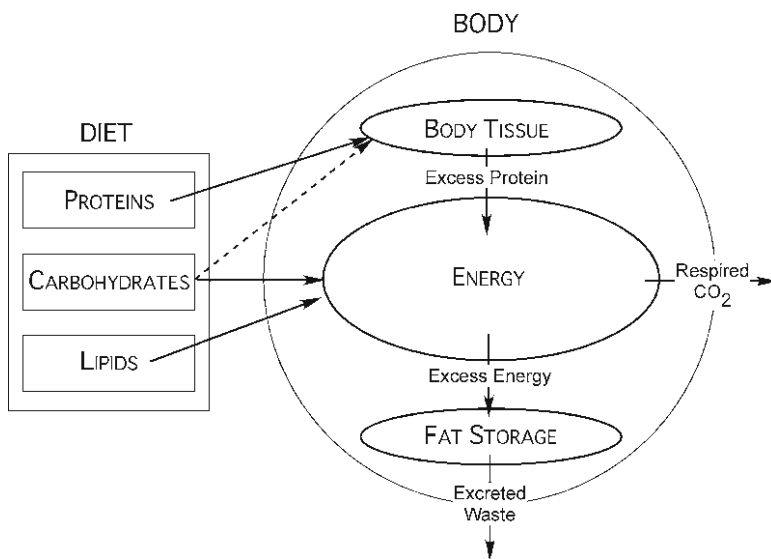 BODY
DIET
PROTEINS
CARBOHYDRATES
LIPIDS
BODY TISSUE
Excess Protein
ENERGY
Respired
CO2
Excess Energy
FAT STORAGE
Excreted
Waste